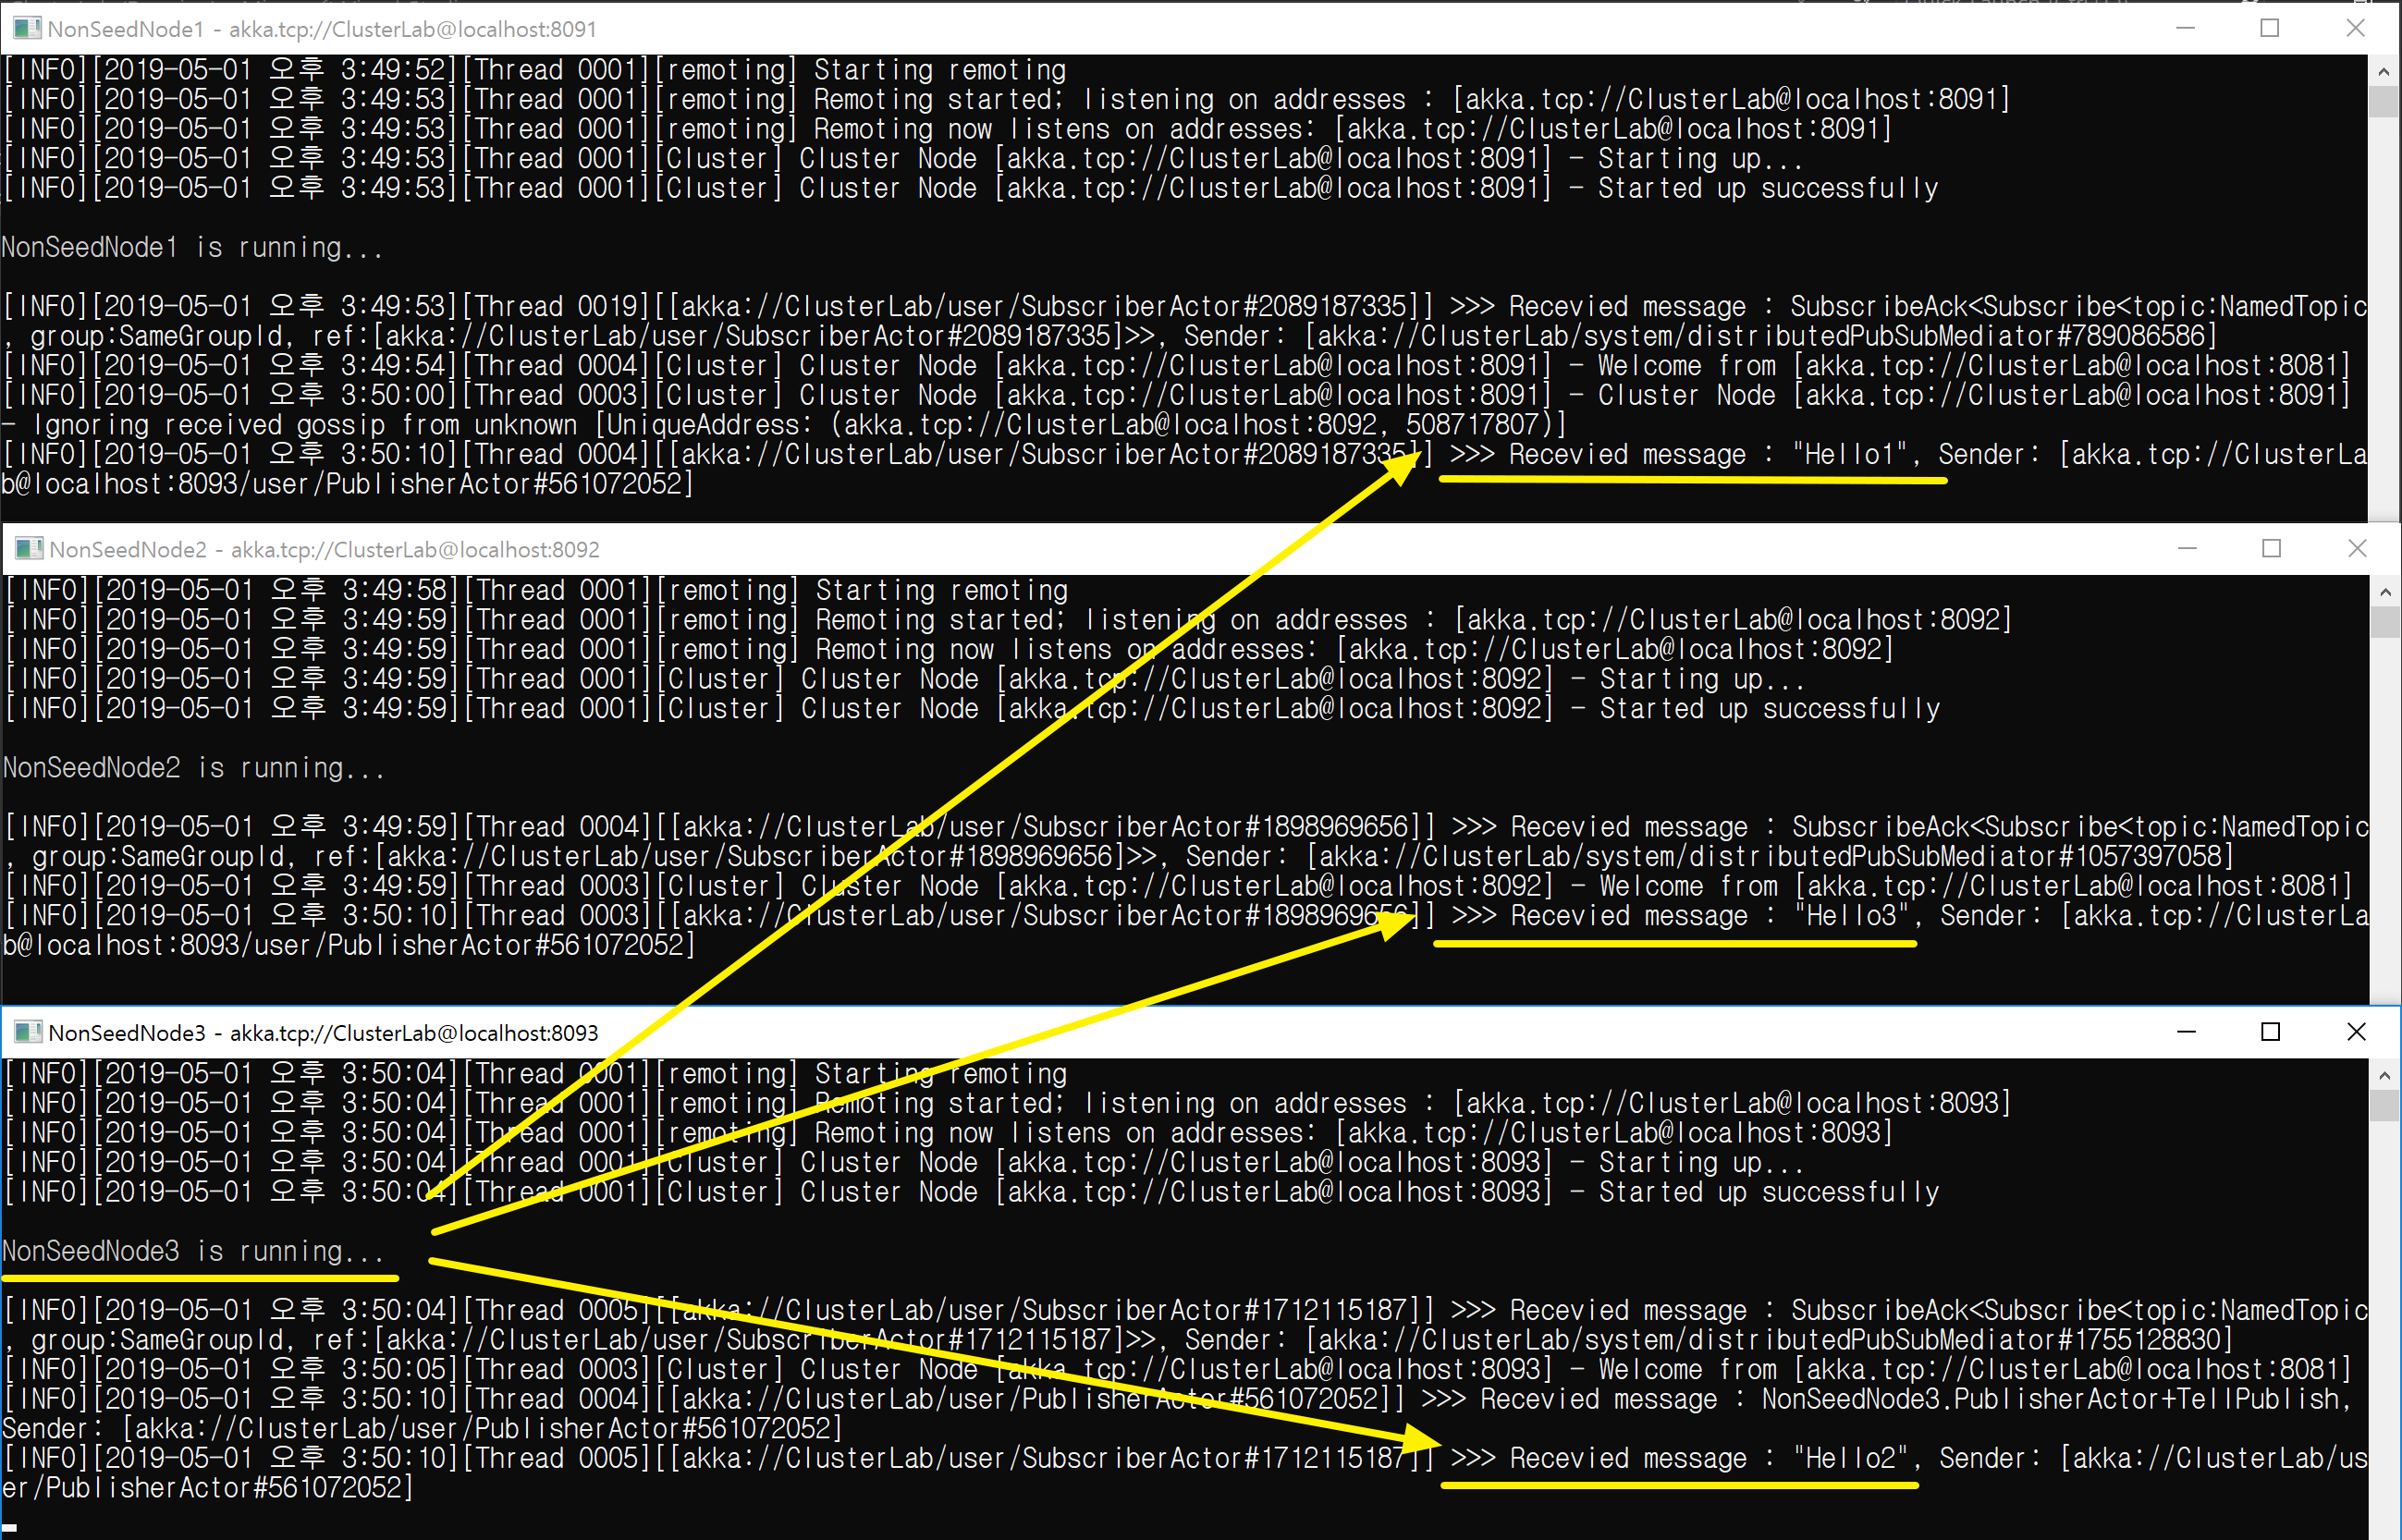 NonSeedNode1 - akka.tcp://ClusterLab@localhost:8091
[INFO][2019-05-01 오후 3:49:52][Thread 0001][remoting] Starting remoting
[INFO][2019-05-01 오후 3:49:53][Thread 0001][remoting] Remoting started; listening on addresses : [akka.tcp://ClusterLab@localhost:8091]
[INFO][2019-05-01 오후 3:49:53][Thread 0001][remoting] Remoting now listens on addresses: [akka.tcp://ClusterLab@localhost:8091]
[INFO][2019-05-01 오후 3:49:53][Thread 0001][Cluster] Cluster Node [akka.tcp://ClusterLab@localhost:8091] - Starting up...
[INFO][2019-05-01 오후 3:49:53][Thread 0001][Cluster] Cluster Node [akka.tcp://ClusterLab@localhost:8091] - Started up successfully
NonSeedNode1 is running...
[INFO][2019-05-01 오후 3:49:53][Thread 0019][[akka://ClusterLab/user/SubscriberActor#2089187335]] >>> Recevied message : SubscribeAck<Subscribe<topic:NamedTopic
, group:SameGroupId, ref:[akka://ClusterLab/user/SubscriberActor#2089187335]>>, Sender: [akka://ClusterLab/system/distributedPubSubMediator#789086586]
[INFO][2019-05-01 오후 3:49:54][Thread 0004][Cluster] Cluster Node [akka.tcp://ClusterLab@localhost:8091] - Welcome from [akka.tcp://ClusterLab@localhost:8081]
[INFO][2019-05-01 오후 3:50:00][Thread 0003][Cluster] Cluster Node [akka.tcp://ClusterLab@localhost:8091] - Cluster Node [akka.tcp://ClusterLab@localhost:8091]
- Ignoring received gossip from unknown [UniqueAddress: (akka.tcp://ClusterLab@localhost:8092, 508717807)]
[INFO][2019-05-01 오후 3:50:10][Thread 0004][[akka://ClusterLab/user/SubscriberActor#2089187335]] >>> Recevied message : "Hello1", Sender: [akka.tcp://ClusterLa
b@localhost:8093/user/PublisherActor#561072052]
NonSeedNode2 - akka.tcp://ClusterLab@localhost:8092
[INFO][2019-05-01 오후 3:49:58][Thread 0001][remoting] Starting remoting
[INFO][2019-05-01 오후 3:49:59][Thread 0001][remoting] Remoting started; listening on addresses : [akka.tcp://ClusterLab@localhost:8092]
[INFO][2019-05-01 오후 3:49:59][Thread 0001][remoting] Remoting now listens on addresses: [akka.tcp://ClusterLab@localhost:8092]
[INFO][2019-05-01 오후 3:49:59][Thread 0001][Cluster] Cluster Node [akka.tcp://ClusterLab@localhost:8092] - Starting up...
[INFO][2019-05-01 오후 3:49:59][Thread 0001][Cluster] Cluster Node [akka.tcp://ClusterLab@localhost:8092] - Started up successfully
NonSeedNode2 is running...
[INFO][2019-05-01 오후 3:49:59][Thread 0004][[akka://ClusterLab/user/SubscriberActor#1898969656]] >>> Recevied message : SubscribeAck<Subscribe<topic:NamedTopic
, group:SameGroupId, ref:[akka://ClusterLab/user/SubscriberActor#1898969656]>>, Sender: [akka://ClusterLab/system/distributedPubSubMediator#1057397058]
[INFO][2019-05-01 오후 3:49:59][Thread 0003][Cluster] Cluster Node [akka.tcp://ClusterLab@localhost:8092] - Welcome from [akka.tcp://ClusterLab@localhost:8081]
[INFO][2019-05-01 오후 3:50:10][Thread 0003][[akka://ClusterLab/user/SubscriberActor#1898969656]] >>> Recevied message : "Hello3", Sender: [akka.tcp://ClusterLa
b@localhost:8093/user/PublisherActor#561072052]
NonSeedNode3 - akka.tcp://ClusterLab@localhost:8093
[INFO][2019-05-01 오후 3:50:04][Thread 0001][remoting] Starting remoting
[INFO][2019-05-01 오후 3:50:04][Thread 0001][remoting] Remoting started; listening on addresses : [akka.tcp://ClusterLab@localhost:8093]
[INFO][2019-05-01 오후 3:50:04][Thread 0001][remoting] Remoting now listens on addresses: [akka.tcp://ClusterLab@localhost:8093]
[INFO][2019-05-01 오후 3:50:04][Thread 0001][Cluster] Cluster Node [akka.tcp://ClusterLab@localhost:8093] - Starting up...
[INFO][2019-05-01 오후 3:50:04][Thread 0001][Cluster] Cluster Node [akka.tcp://ClusterLab@localhost:8093] - Started up successfully
NonSeedNode3 is running...
[INFO][2019-05-01 오후 3:50:04][Thread 0005][[akka://ClusterLab/user/SubscriberActor#1712115187]] >>> Recevied message : SubscribeAck<Subscribe<topic:NamedTopic
, group:SameGroupId, ref:[akka://ClusterLab/user/SubscriberActor#1712115187]>>, Sender: [akka://ClusterLab/system/distributedPubSubMediator#1755128830]
[INFO][2019-05-01 오후 3:50:05][Thread 0003][Cluster] Cluster Node [akka.tcp://ClusterLab@localhost:8093] - Welcome from [akka.tcp://ClusterLab@localhost:8081]
[INFO][2019-05-01 오후 3:50:10][Thread 0004][[akka://ClusterLab/user/PublisherActor#561072052]] >>> Recevied message : NonSeedNode3.PublisherActor+TellPublish,
Sender: [akka://ClusterLab/user/PublisherActor#561072052]
[INFO][2019-05-01 오후 3:50:10][Thread 0005][[akka://ClusterLab/user/SubscriberActor#1712115187]] >>> Recevied message : "Hello2", Sender: [akka://ClusterLab/us
er/PublisherActor#561072052]